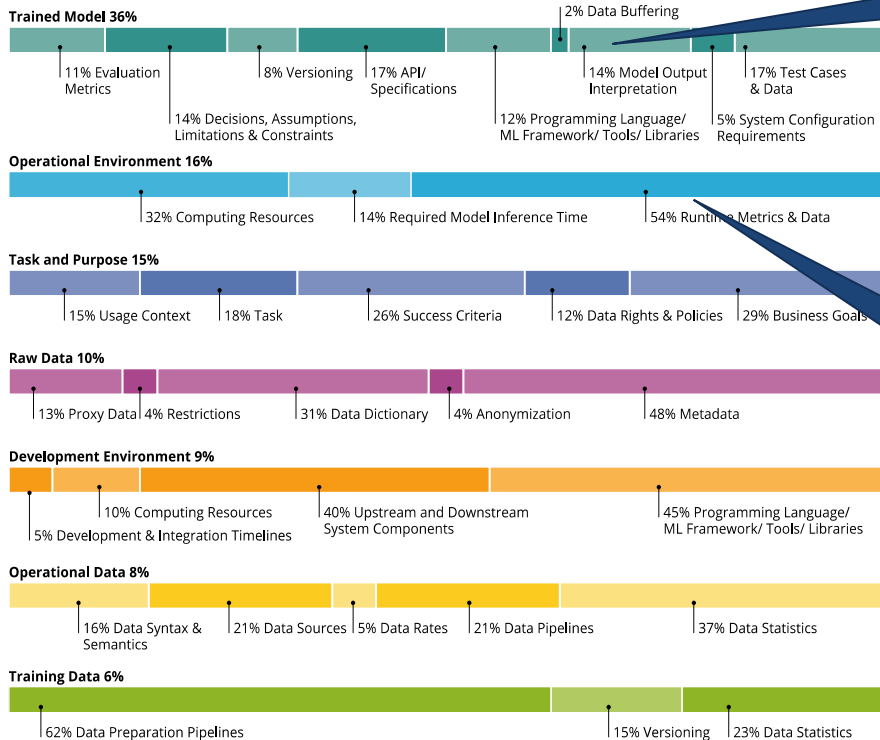 Trained Model 36%
2% Data Buffering
11% Evaluation
Metrics
14% Decisions, Assumptions,
Limitations & Constraints
8% Versioning
17% API/
Specifications
12% Programming Language/
ML Framework/ Tools/ Libraries
14% Model Output
Interpretation
5% System Configuration
Requirements
17% Test Cases
& Data
Operational Environment 16%
32% Computing Resources
14% Required Model Inference Time
54% Runtime Metrics & Data
Task and Purpose 15%
15% Usage Context
18% Task
26% Success Criteria
12% Data Rights & Policies
29% Business Goals
Raw Data 10%
13% Proxy Data
4% Restrictions
31% Data Dictionary
4% Anonymization
48% Metadata
Development Environment 9%
5% Development & Integration Timelines
10% Computing Resources
40% Upstream and Downstream
System Components
45% Programming Language/
ML Framework/ Tools/ Libraries
Operational Data 8%
16% Data Syntax &
Semantics
21% Data Sources
5% Data Rates
21% Data Pipelines
37% Data Statistics
Training Data 6%
62% Data Preparation Pipelines
15% Versioning
23% Data Statistics